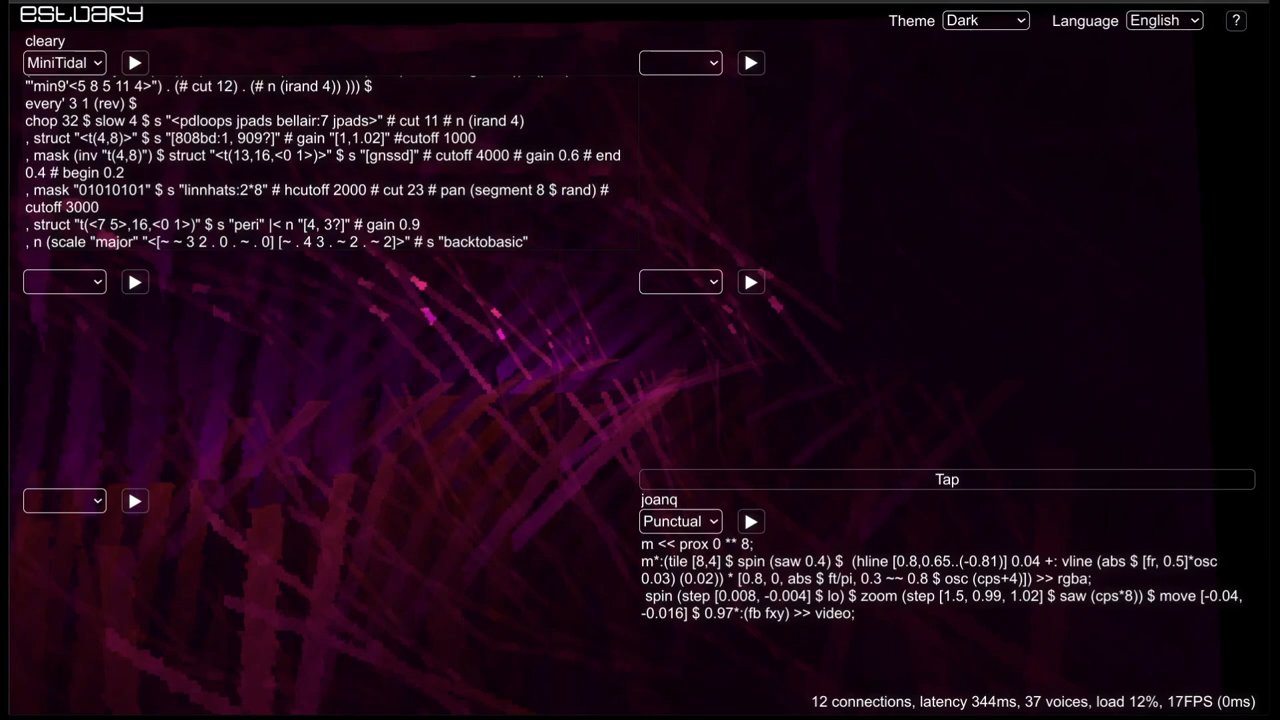 ESTUARY
Theme Dark Language English ?
cleary
MiniTidal
"'min9'<5 8 5 11 4>") . (# cut 12) . (# n (irand 4)) ))) $
every' 3 1 (rev) $
chop 32 $ slow 4 $ s "<pdloops jpads bellair:7 jpads>" # cut 11 # n (irand 4)
, struct "<t(4,8)>" $ s "[808bd:1, 909?]" # gain "[1,1.02]" #cutoff 1000
, mask (inv "t(4,8)") $ struct "<t(13,16,<0 1>)>" $ s "[gnssd]" # cutoff 4000 # gain 0.6 # end
0.4 # begin 0.2
, mask "01010101" $ s "linnhats:2*8" # hcutoff 2000 # cut 23 # pan (segment 8 $ rand) #
cutoff 3000
, struct "t(<7 5>,16,<0 1>)" $ s "peri" |< n "[4, 3?]" # gain 0.9
, n (scale "major" "<[~ ~ 3 2 . 0 . ~ . 0] [~ . 4 3 . ~ 2 . ~ 2]>" # s "backtobasic"
Tap
joanq
Punctual
m << prox 0 ** 8;
m*:(tile [8,4] $ spin (saw 0.4) $  (hline [0.8,0.65..(-0.81)] 0.04 +: vline (abs $ [fr, 0.5]*osc
0.03) (0.02)) * [0.8, 0, abs $ ft/pi, 0.3 ~~ 0.8 $ osc (cps+4)]) >> rgba;
spin (step [0.008, -0.004] $ lo) $ zoom (step [1.5, 0.99, 1.02] $ saw (cps*8)) $ move [-0.04,
-0.016] $ 0.97*:(fb fxy) >> video;
12 connections, latency 344ms, 37 voices, load 12%, 17FPS (0ms)